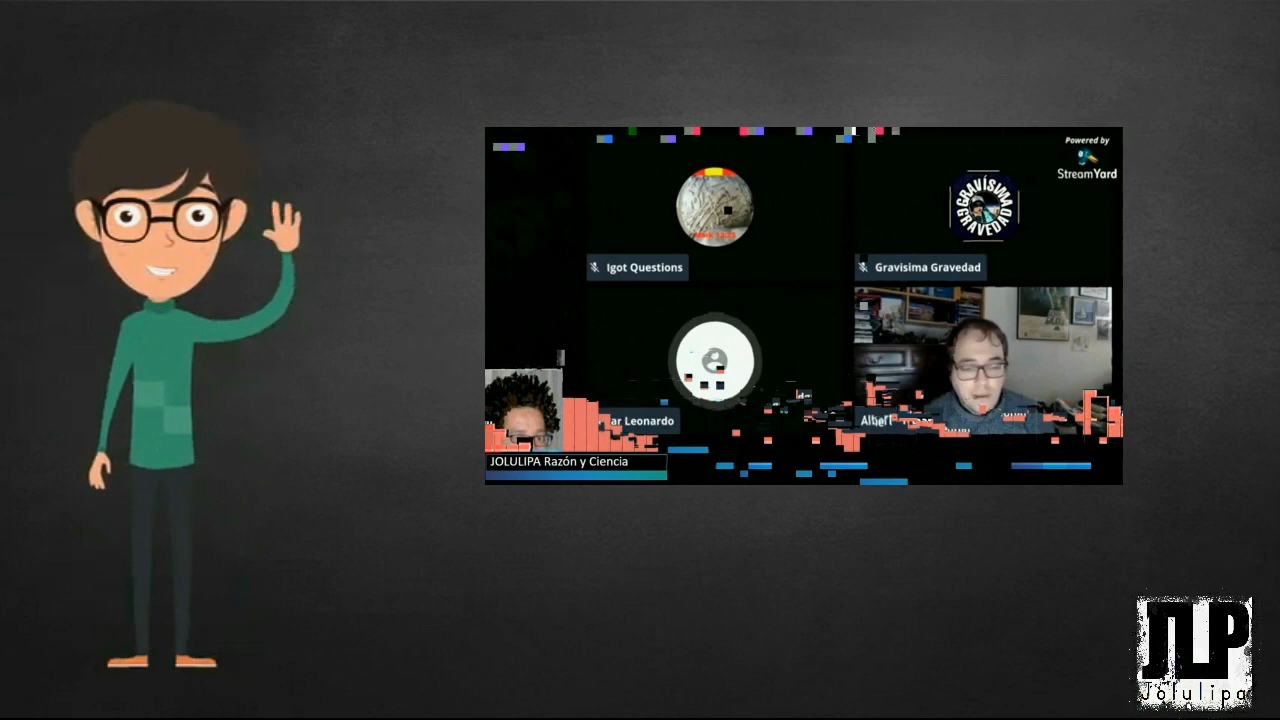 Powered by
StreamYard
GRAVÍSIMA
GRAVEDAD
Igot Questions
Gravisima Gravedad
Leonardo
JOLULIPA Razón y Ciencia
JLP
Jolulipa